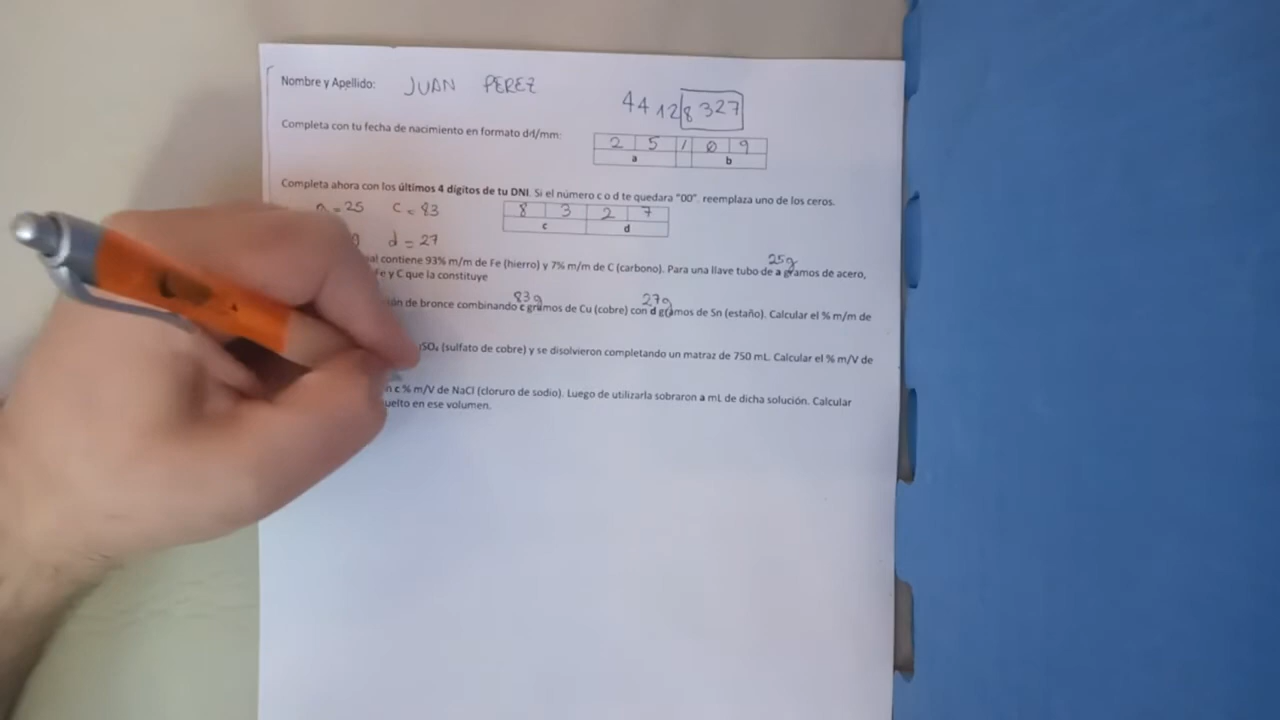 Nombre y Apellido: JUAN PEREZ
4412 8327
Completa con tu fecha de nacimiento en formato dd/mm:
2 5 / 0 9
a b
Completa ahora con los últimos 4 dígitos de tu DNI. Si el número c o d te quedara "00", reemplaza uno de los ceros.
= 25 c = 83
8 3 2 7
c d
d = 27
25g
contiene 93% m/m de Fe (hierro) y 7% m/m de C (carbono). Para una llave tubo de a gramos de acero,
y C que la constituye
83g 27g
de bronce combinando c gramos de Cu (cobre) con d gramos de Sn (estaño). Calcular el % m/m de
(sulfato de cobre) y se disolvieron completando un matraz de 750 mL. Calcular el % m/V de
c % m/V de NaCl (cloruro de sodio). Luego de utilizarla sobraron a mL de dicha solución. Calcular
en ese volumen.